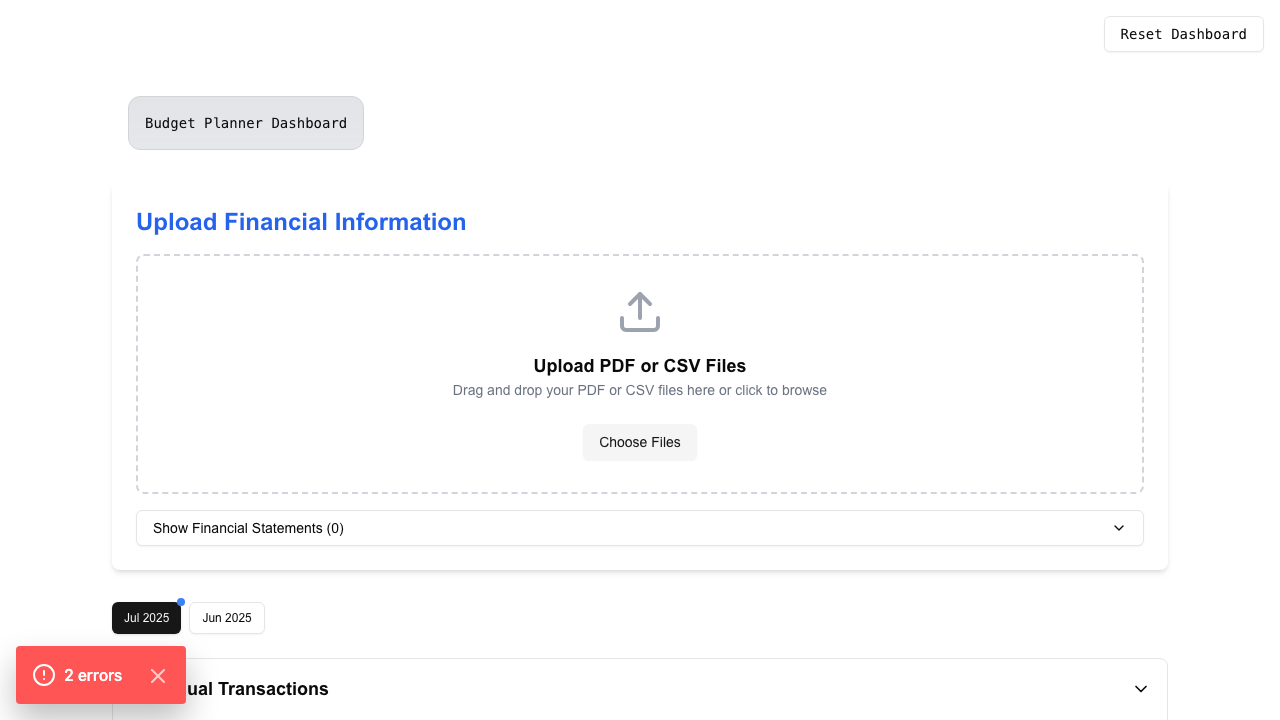 Reset Dashboard
Budget Planner Dashboard
Upload Financial Information
Upload PDF or CSV Files
Drag and drop your PDF or CSV files here or click to browse
Choose Files
Show Financial Statements (0)
Jul 2025
Jun 2025
2 errors
ual Transactions